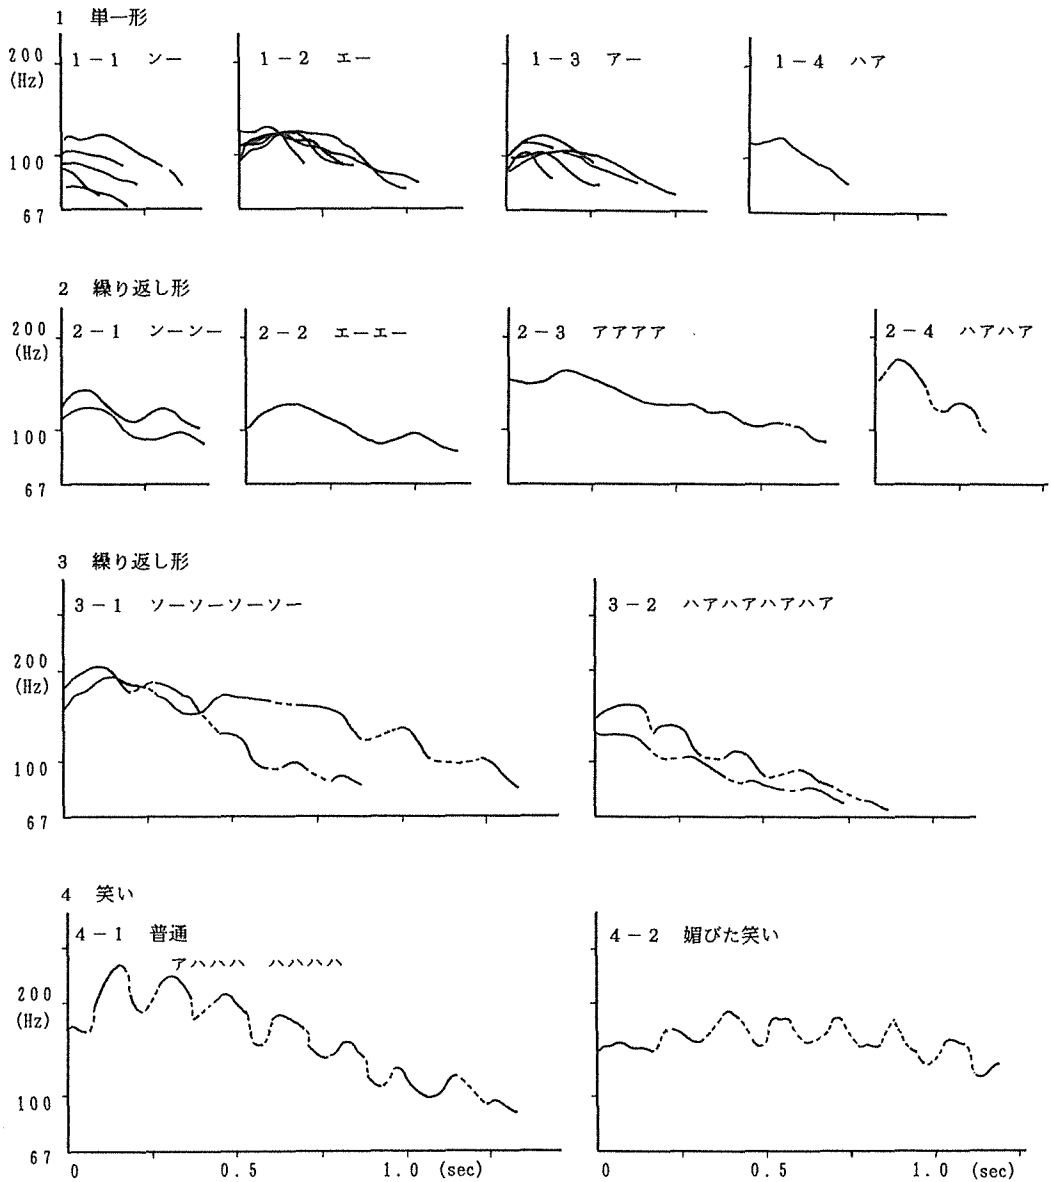 1 単一形
200
(Hz)
100
67
1-1 ンー
1-2 エー
1-3 アー
1-4 ハア
2 繰り返し形
200
(Hz)
100
67
2-1 ンーンー
2-2 エーエー
2-3 アアアア
2-4 ハアハア
3 繰り返し形
200
(Hz)
100
67
3-1 ソーソーソーソー
3-2 ハアハアハアハア
4 笑い
200
(Hz)
100
67
4-1 普通
アハハハ ハハハハ
4-2 媚びた笑い
0 0.5 1.0 (sec)
0 0.5 1.0 (sec)